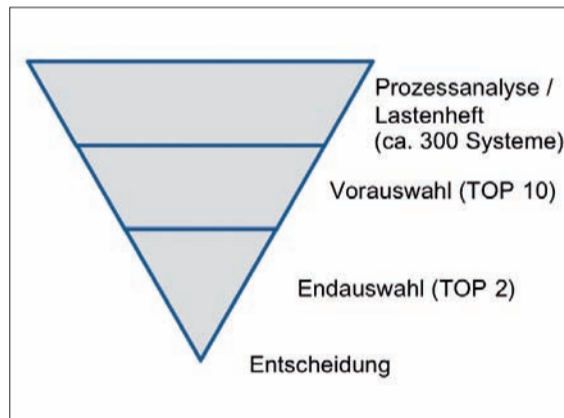 Prozessanalyse /
Lastenheft
(ca. 300 Systeme)
Vorauswahl (TOP 10)
Endauswahl (TOP 2)
Entscheidung